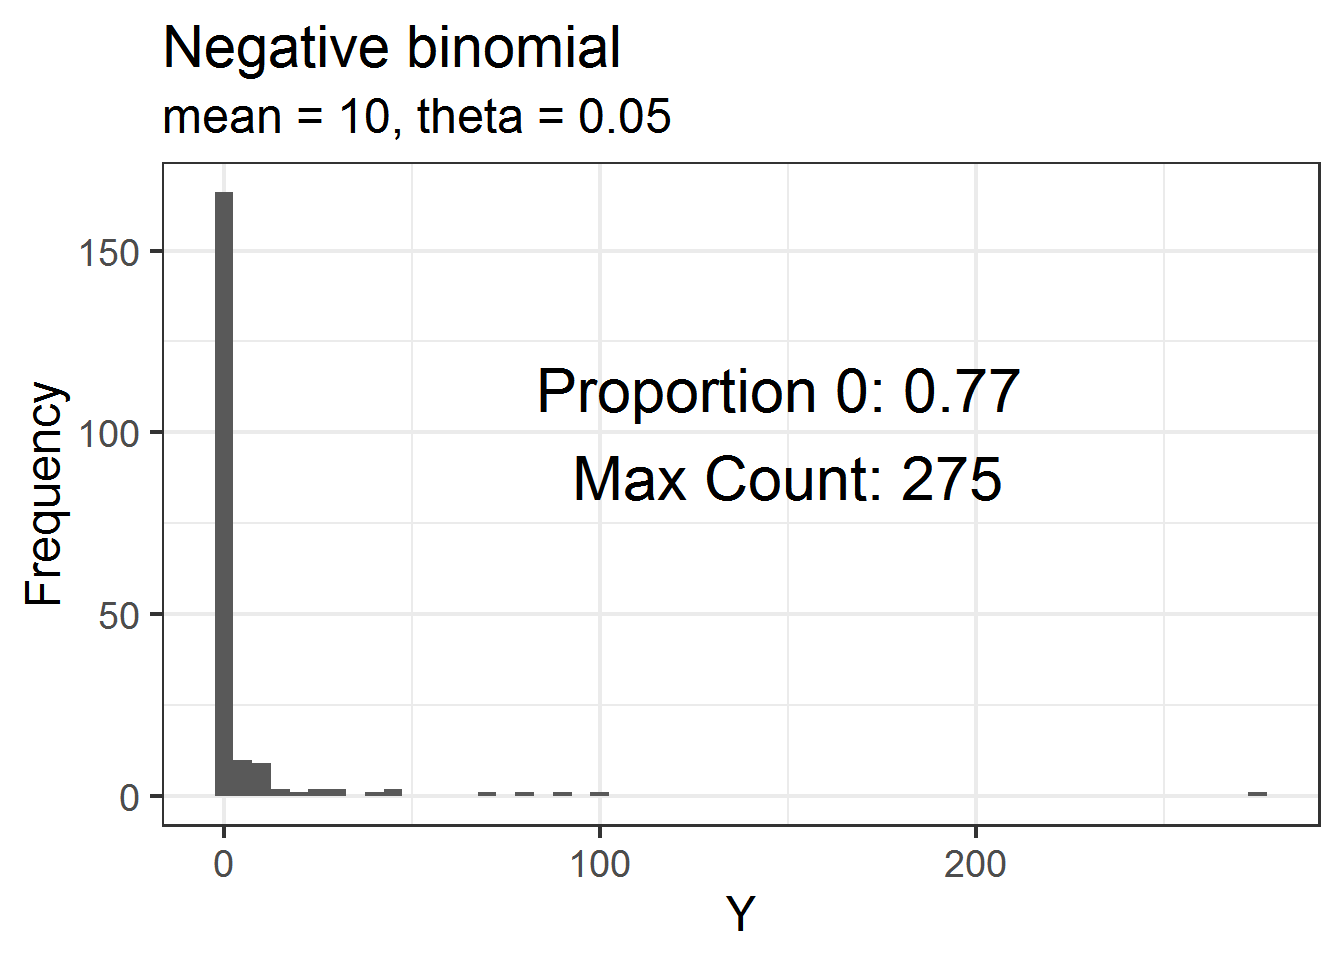 Negative binomial
mean = 10, theta = 0.05
Frequency
150
100
50
0
Proportion 0: 0.77
Max Count: 275
0
100
200
Y